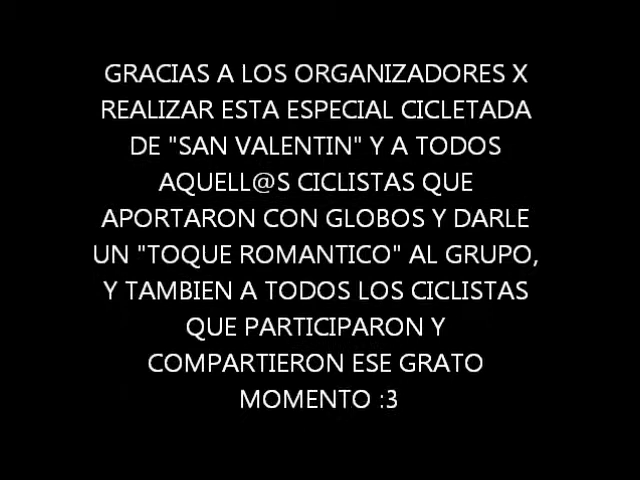 GRACIAS A LOS ORGANIZADORES X
REALIZAR ESTA ESPECIAL CICLETADA
DE "SAN VALENTIN" Y A TODOS
AQUELL@S CICLISTAS QUE
APORTARON CON GLOBOS Y DARLE
UN "TOQUE ROMANTICO" AL GRUPO,
Y TAMBIEN A TODOS LOS CICLISTAS
QUE PARTICIPARON Y
COMPARTIERON ESE GRATO
MOMENTO :3